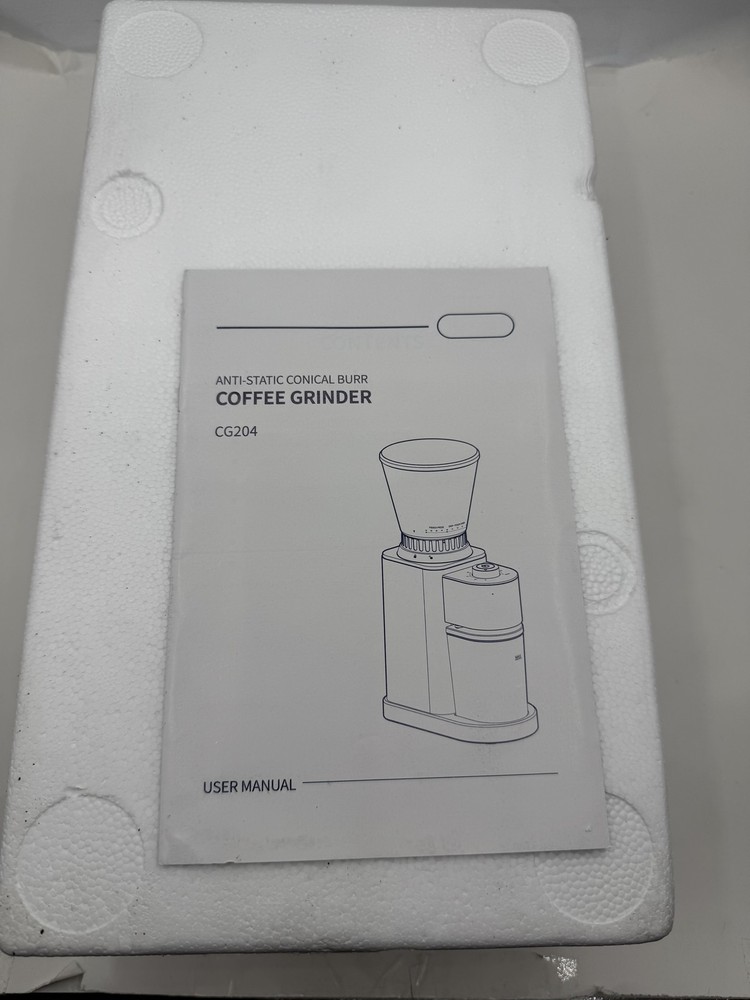 ANTI-STATIC CONICAL BURR
COFFEE GRINDER
CG204
USER MANUAL